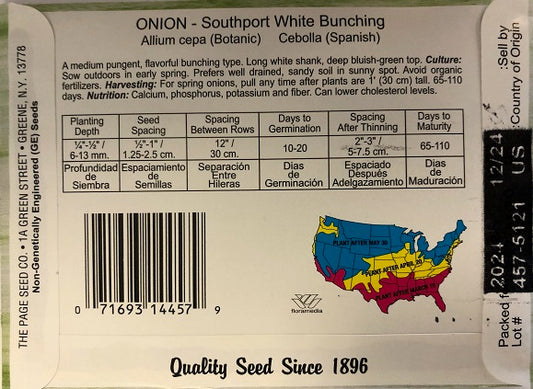 ONION - Southport White Bunching
Allium cepa (Botanic) Cebolla (Spanish)
A medium pungent, flavorful bunching type. Long white shank, deep bluish-green top. Culture:
Sow outdoors in early spring. Prefers well drained, sandy soil in sunny spot. Avoid organic
fertilizers. Harvesting: For spring onions, pull any time after plants are 1' (30 cm) tall. 65-110
days. Nutrition: Calcium, phosphorus, potassium and fiber. Can lower cholesterol levels.
Planting Depth
Seed Spacing
Spacing Between Rows
Days to Germination
Spacing After Thinning
Days to Maturity
¼"-½" / 6-13 mm.
½"-1" / 1.25-2.5 cm.
12" / 30 cm.
10-20
2"-3" / 5-7.5 cm.
65-110
Profundidad de Siembra
Espaciamiento de Semillas
Separación Entre Hileras
Dias de Germinación
Espaciado Después Adelgazamiento
Dias de Maduración
0 71693 14457 9
floramedia
PLANT AFTER MAY 30
PLANT AFTER APRIL 20
PLANT AFTER MARCH 15
Quality Seed Since 1896
THE PAGE SEED CO. • 1A GREEN STREET • GREENE, N.Y. 13778
Non-Genetically Engineered (GE) Seeds
:Sell by
Country of Origin
12/24
US
Packed f
2024
Lot #
457-5121